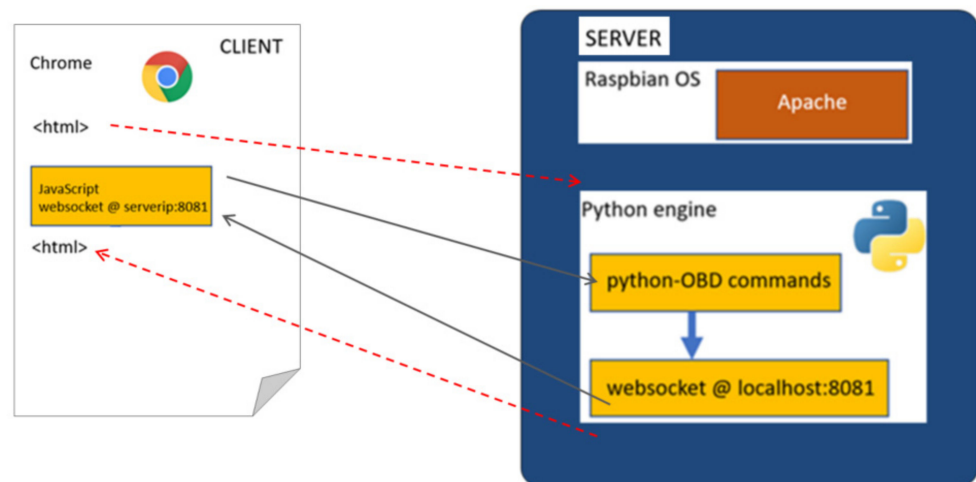 CLIENT
Chrome
<html>
JavaScript
websocket @ serverip:8081
<html>
SERVER
Raspbian OS
Apache
Python engine
python-OBD commands
websocket @ localhost:8081